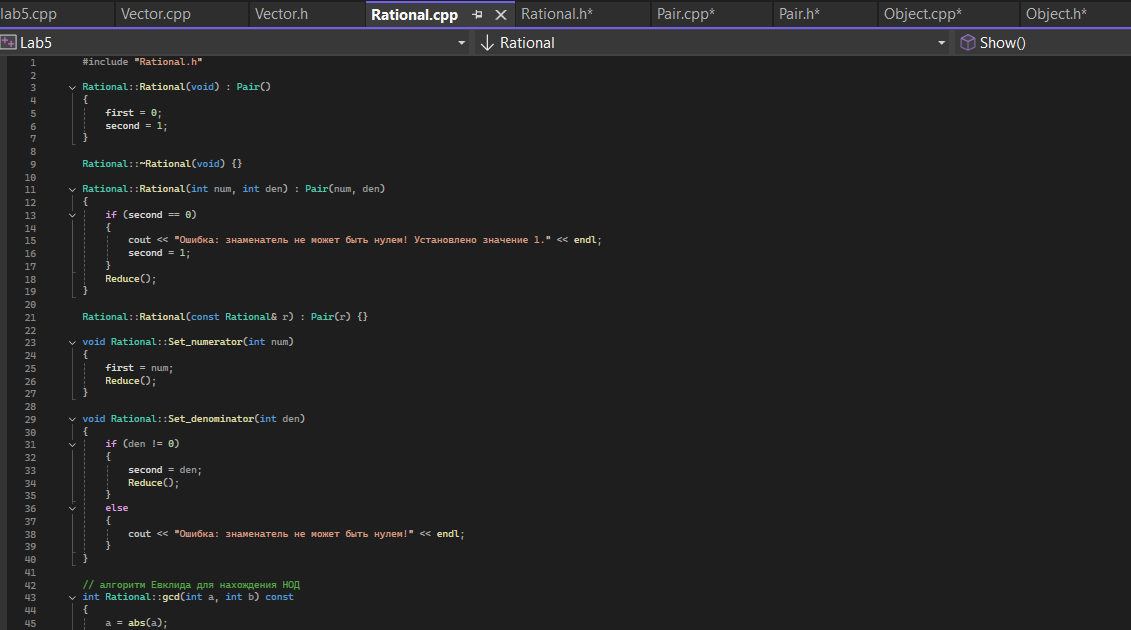 lab5.cpp Vector.cpp Vector.h Rational.cpp Rational.h* Pair.cpp* Pair.h* Object.cpp* Object.h*
Lab5 Rational Show()
1 #include "Rational.h"
2
3 Rational::Rational(void) : Pair()
4 {
5 first = 0;
6 second = 1;
7 }
8
9 Rational::~Rational(void) {}
10
11 Rational::Rational(int num, int den) : Pair(num, den)
12 {
13 if (second == 0)
14 {
15 cout << "Ошибка: знаменатель не может быть нулем! Установлено значение 1." << endl;
16 second = 1;
17 }
18 Reduce();
19 }
20
21 Rational::Rational(const Rational& r) : Pair(r) {}
22
23 void Rational::Set_numerator(int num)
24 {
25 first = num;
26 Reduce();
27 }
28
29 void Rational::Set_denominator(int den)
30 {
31 if (den != 0)
32 {
33 second = den;
34 Reduce();
35 }
36 else
37 {
38 cout << "Ошибка: знаменатель не может быть нулем!" << endl;
39 }
40 }
41
42 // алгоритм Евклида для нахождения НОД
43 int Rational::gcd(int a, int b) const
44 {
45 a = abs(a);